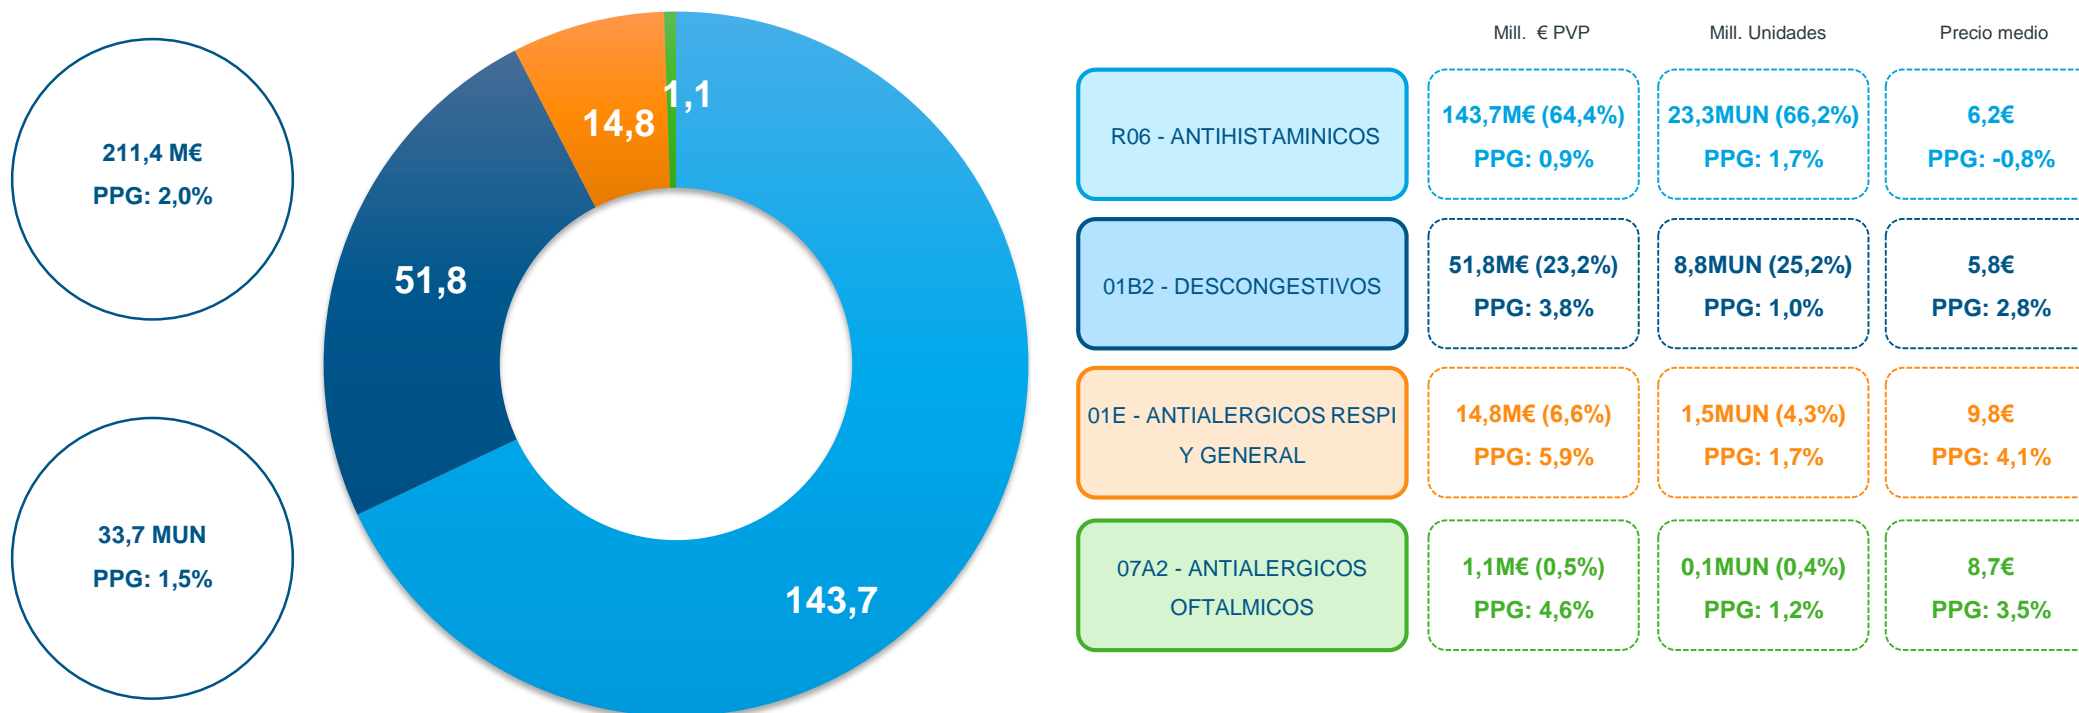 211,4 M€
PPG: 2,0%
33,7 MUN
PPG: 1,5%
1,1
14,8
51,8
143,7
Mill. € PVP
Mill. Unidades
Precio medio
R06 - ANTIHISTAMINICOS
143,7M€ (64,4%)
PPG: 0,9%
23,3MUN (66,2%)
PPG: 1,7%
6,2€
PPG: -0,8%
01B2 - DESCONGESTIVOS
51,8M€ (23,2%)
PPG: 3,8%
8,8MUN (25,2%)
PPG: 1,0%
5,8€
PPG: 2,8%
01E - ANTIALERGICOS RESPI
Y GENERAL
14,8M€ (6,6%)
PPG: 5,9%
1,5MUN (4,3%)
PPG: 1,7%
9,8€
PPG: 4,1%
07A2 - ANTIALERGICOS
OFTALMICOS
1,1M€ (0,5%)
PPG: 4,6%
0,1MUN (0,4%)
PPG: 1,2%
8,7€
PPG: 3,5%